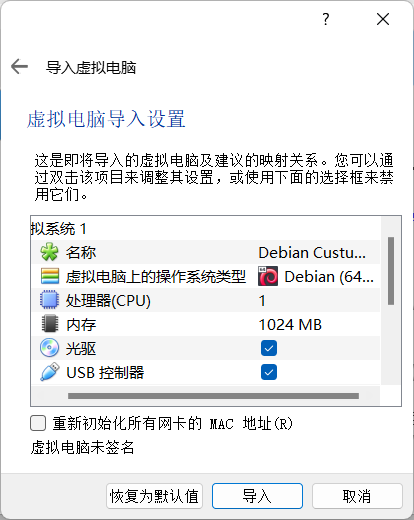 ?
导入虚拟电脑
虚拟电脑导入设置
这是即将导入的虚拟电脑及建议的映射关系。您可以通
过双击该项目来调整其设置，或使用下面的选择框来禁
用它们。
拟系统 1
名称 Debian Custu...
虚拟电脑上的操作系统类型 Debian (64...
处理器(CPU) 1
内存 1024 MB
光驱
USB 控制器
重新初始化所有网卡的 MAC 地址(R)
虚拟电脑未签名
恢复为默认值 导入 取消